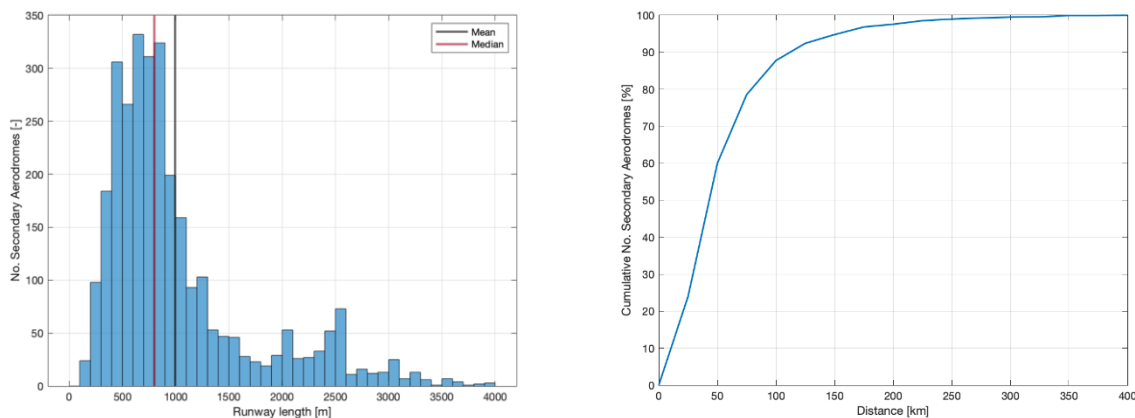 350
300
250
200
150
100
50
0
No. Secondary Aerodromes [-]
Mean
Median
0 500 1000 1500 2000 2500 3000 3500 4000
Runway length [m]
100
90
80
70
60
50
40
30
20
10
0
Cumulative No. Secondary Aerodromes [%]
0 50 100 150 200 250 300 350 400
Distance [km]